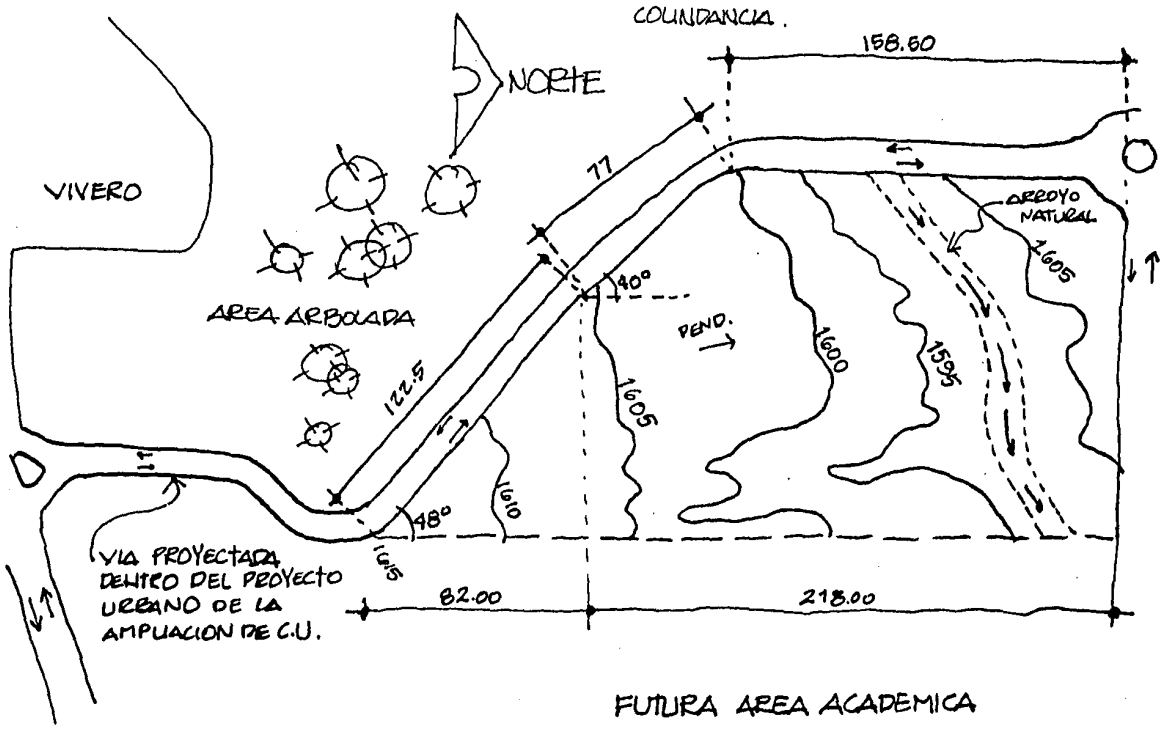 COLINDANCIA.
158.50
NORTE
77
VIVERO
ARROYO
NATURAL
1605
40°
AREA ARBOLADA
PEND.
1600
1595
122.5
1605
1610
48°
1615
VIA PROYECTADA
DENTRO DEL PROYECTO
URBANO DE LA
AMPLIACION DE C.U.
82.00
218.00
FUTURA AREA ACADEMICA